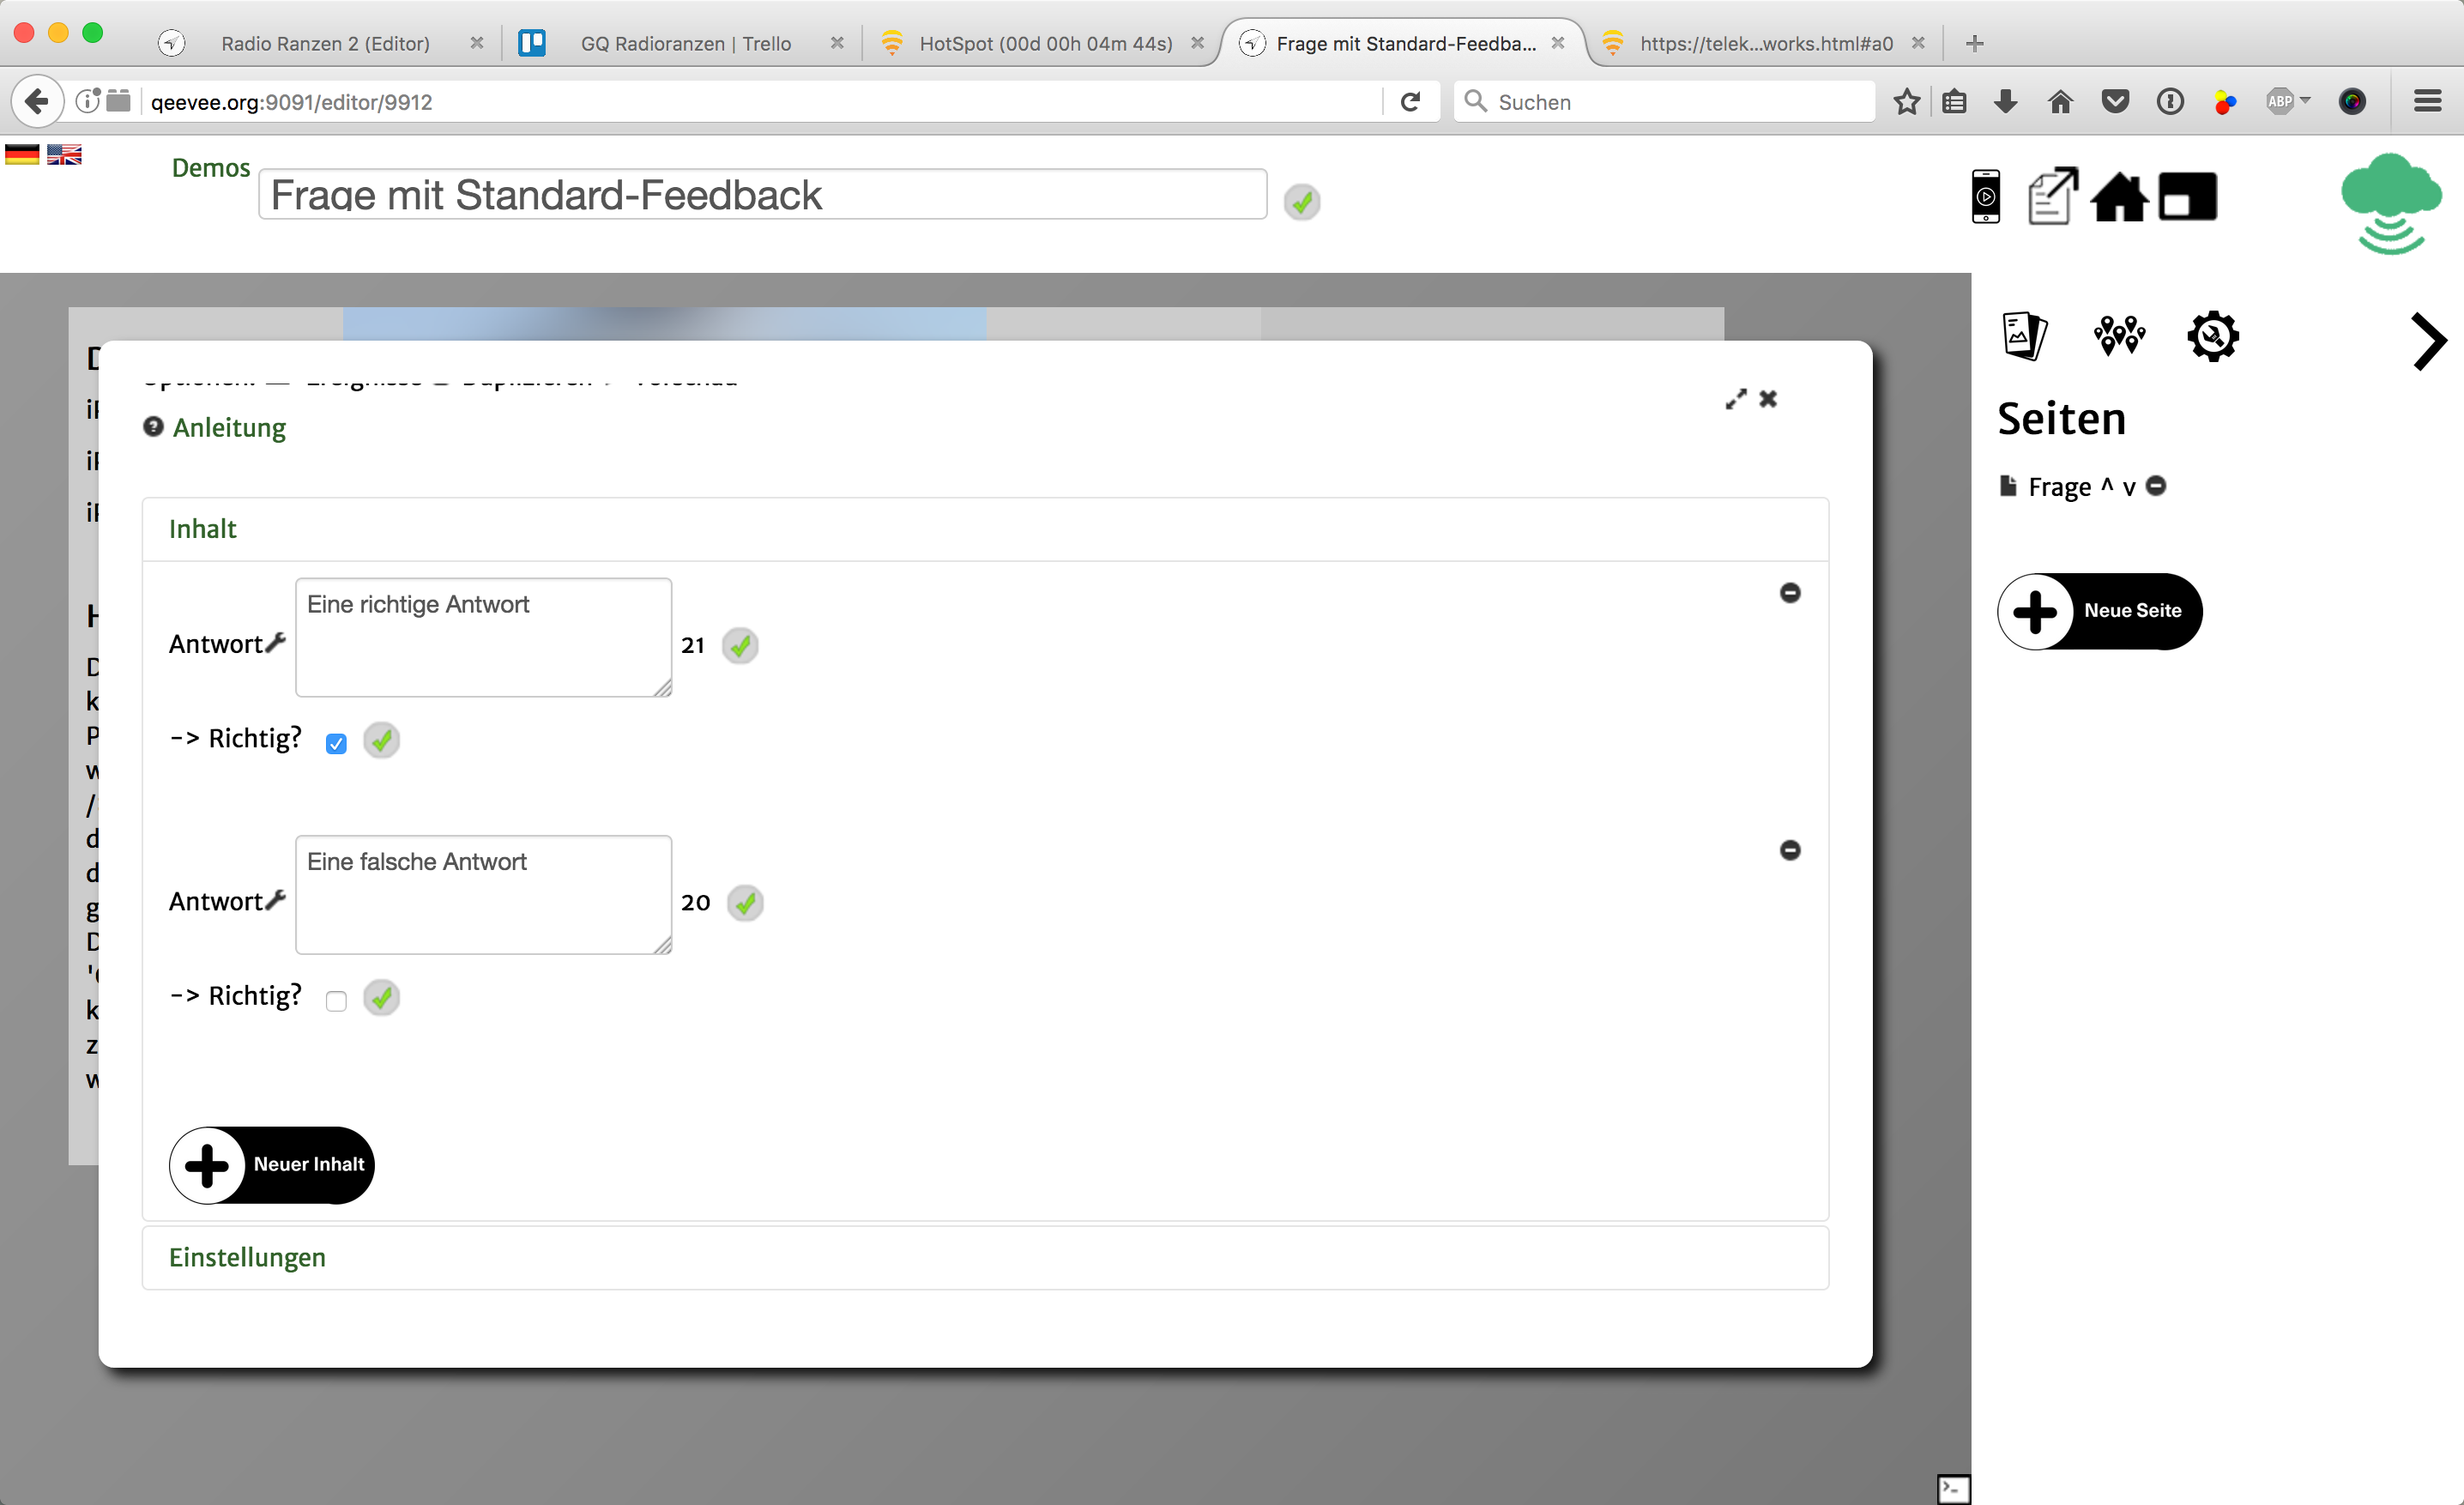 Radio Ranzen 2 (Editor)
GQ Radioranzen | Trello
HotSpot (00d 00h 04m 44s)
Frage mit Standard-Feedba...
https://telek...works.html#a0
qeevee.org:9091/editor/9912
Suchen
ABP
Demos
Frage mit Standard-Feedback
Anleitung
Inhalt
Eine richtige Antwort
Antwort
21
-> Richtig?
Eine falsche Antwort
Antwort
20
-> Richtig?
Neuer Inhalt
Einstellungen
Seiten
Frage ^ v
Neue Seite